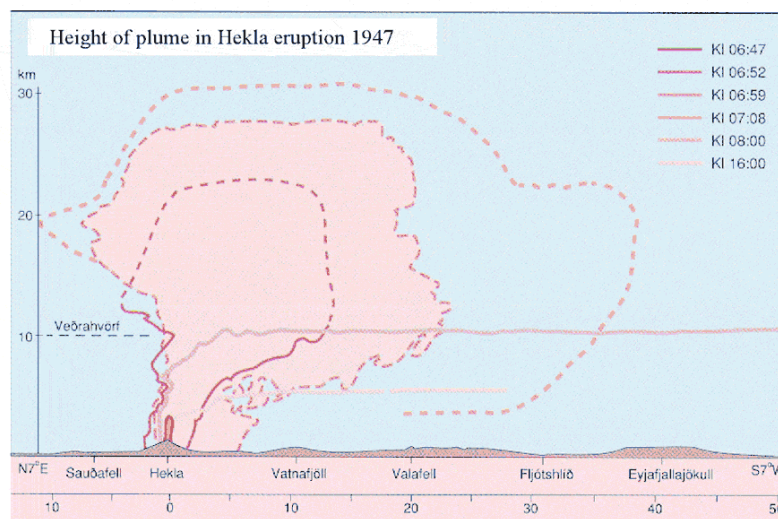 Height of plume in Hekla eruption 1947
km
30
20
10
Veðrahvörf
Kl 06:47
Kl 06:52
Kl 06:59
Kl 07:08
Kl 08:00
Kl 16:00
N7°E Sauðafell Hekla Vatnafjöll Valafell Fljótshlíð Eyjafjallajökull S7°W
10 0 10 20 30 40 50